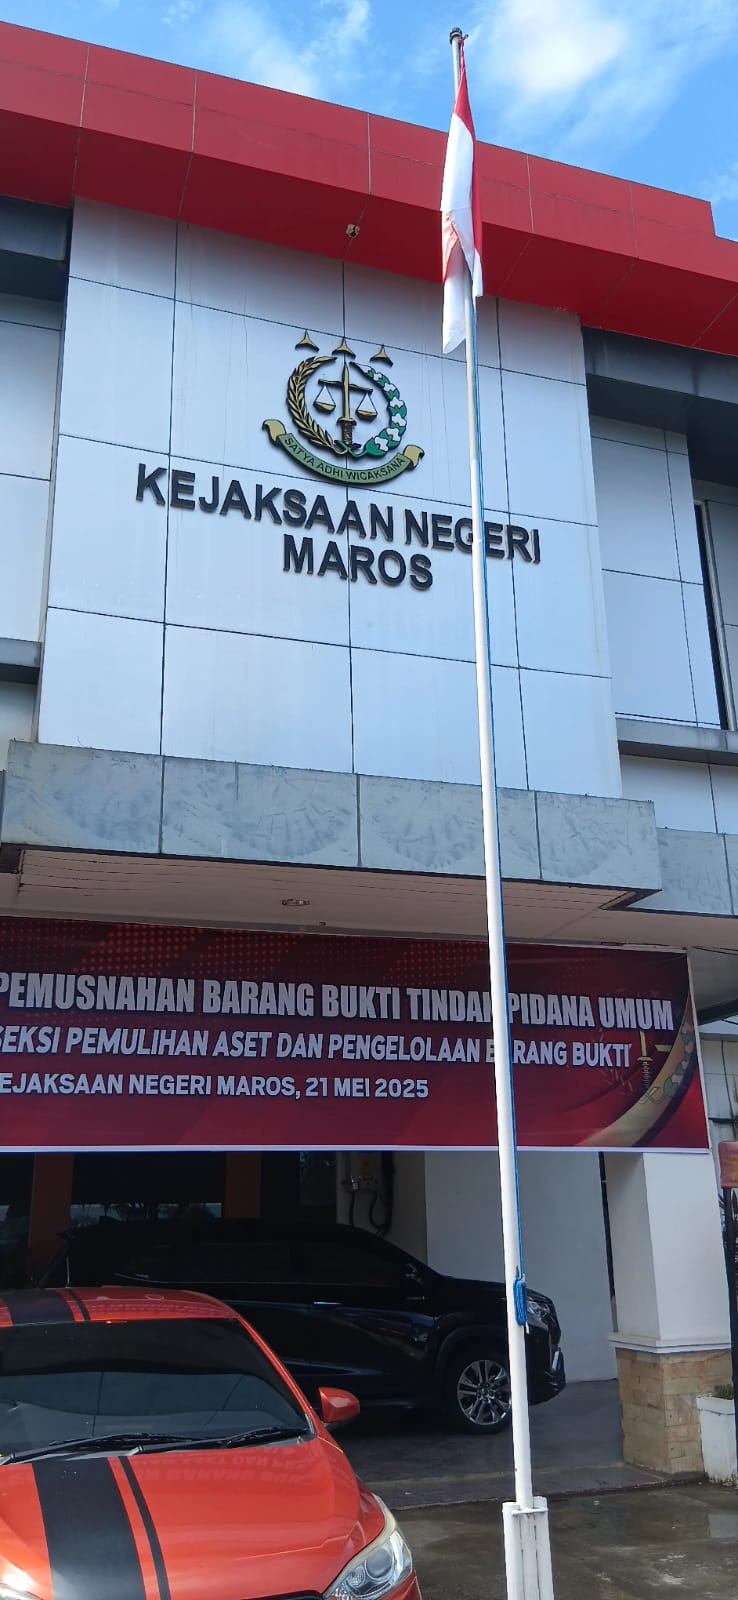 SATYA ADHI WICAKSANA
KEJAKSAAN NEGERI
MAROS
PEMUSNAHAN BARANG BUKTI TINDAK PIDANA UMUM
SEKSI PEMULIHAN ASET DAN PENGELOLAAN BARANG BUKTI
KEJAKSAAN NEGERI MAROS, 21 MEI 2025